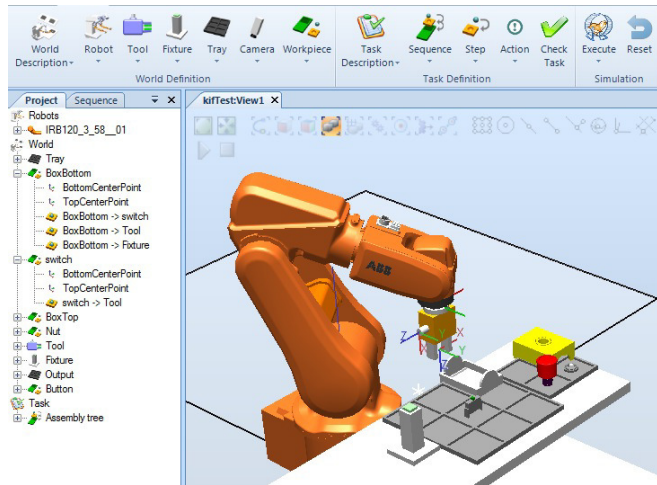 World Description Robot Tool Fixture Tray Camera Workpiece Task Description Sequence Step Action Check Task Execute Reset
World Definition Task Definition Simulation
Project Sequence kifTest:View1
Robots
IRB120_3_58__01
World
Tray
BoxBottom
BottomCenterPoint
TopCenterPoint
BoxBottom -> switch
BoxBottom -> Tool
BoxBottom -> Fixture
switch
BottomCenterPoint
TopCenterPoint
switch -> Tool
BoxTop
Nut
Tool
Fixture
Output
Button
Task
Assembly tree
ABB
Z Y X
X Y
Z